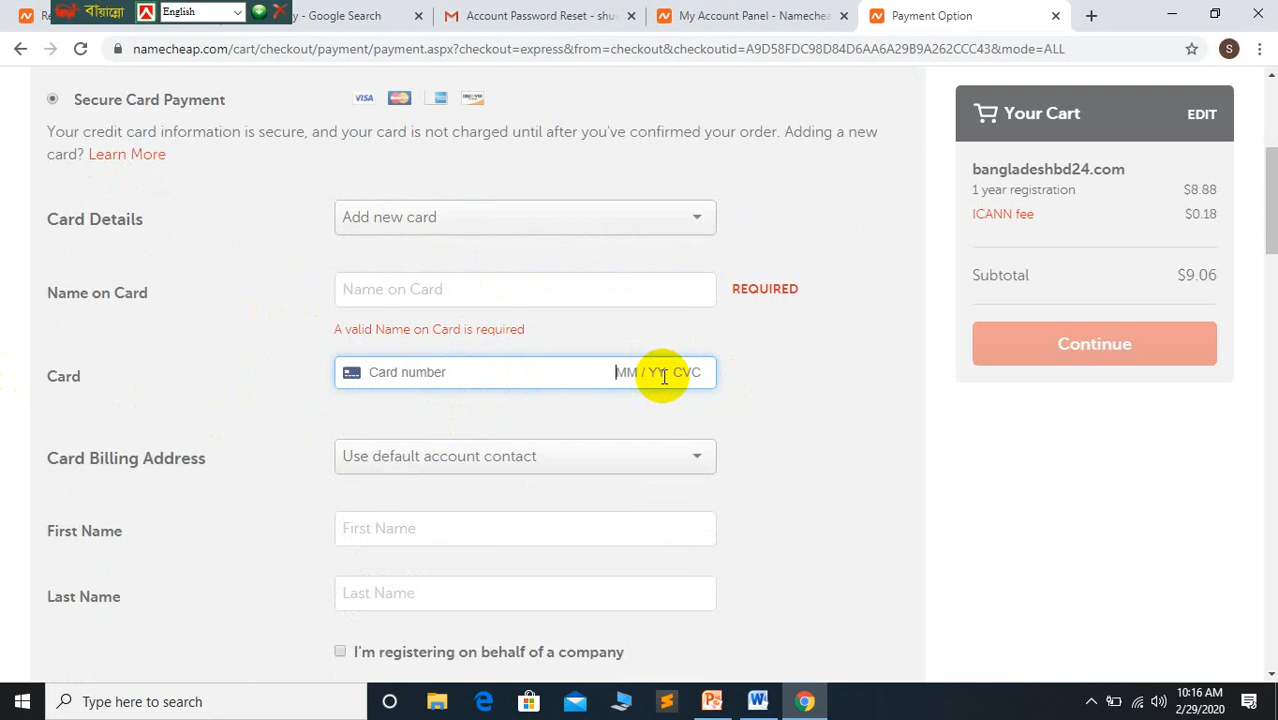 Re
বাংলা
English
y - Google Search
Account Password Reset - shu
My Account Panel - Namechea
Payment Option
namecheap.com/cart/checkout/payment/payment.aspx?checkout=express&from=checkout&checkoutid=A9D58FDC98D84D6AA6A29B9A262CCC43&mode=ALL
S
Secure Card Payment
VISA
Your credit card information is secure, and your card is not charged until after you've confirmed your order. Adding a new
card? Learn More
Card Details
Add new card
Name on Card
Name on Card
REQUIRED
A valid Name on Card is required
Card
Card number
MM / YY CVC
Card Billing Address
Use default account contact
First Name
First Name
Last Name
Last Name
I'm registering on behalf of a company
Your Cart
EDIT
bangladeshbd24.com
1 year registration
$8.88
ICANN fee
$0.18
Subtotal
$9.06
Continue
Type here to search
10:16 AM
2/29/2020